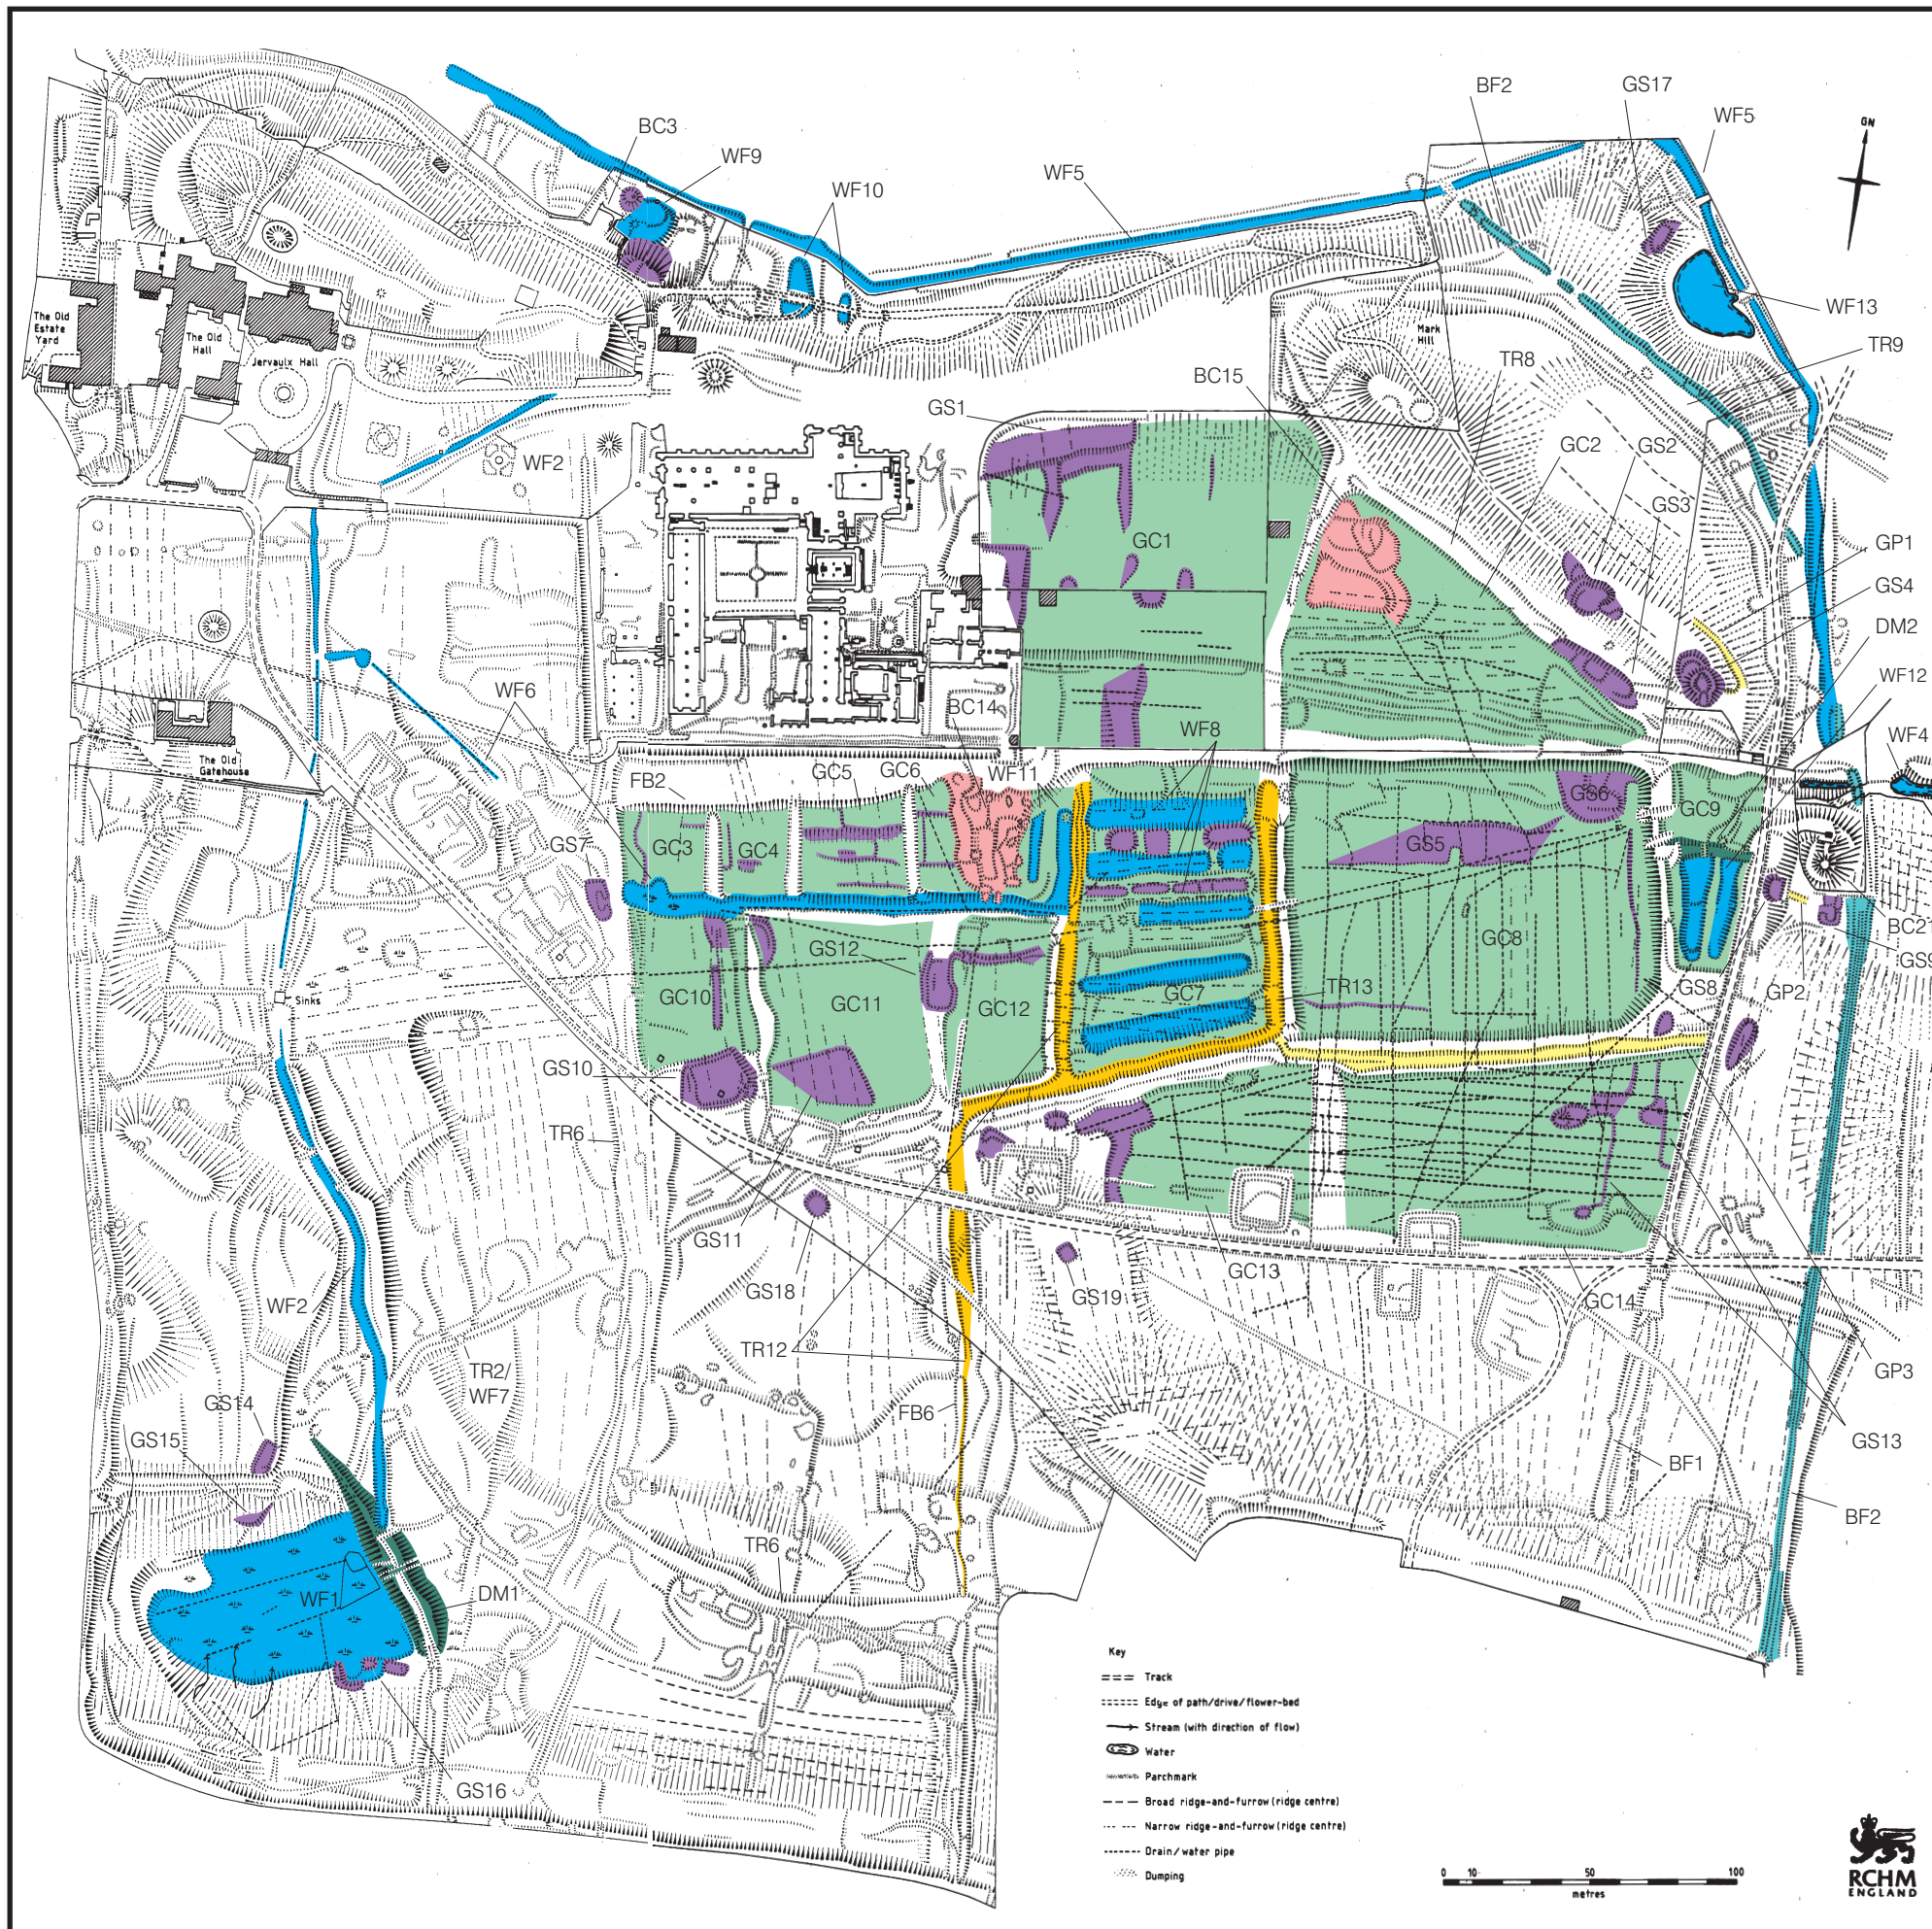 BF2
GS17
WF5
GN
BC3
WF9
WF10
WF5
WF13
TR9
The Old
Estate
Yard
The Old
Hall
Jervaulx Hall
Mark
Hill
TR8
BC15
GS1
GC2
GS2
WF2
GS3
GC1
GP1
GS4
DM2
WF12
WF6
BC14
WF8
WF4
The Old
Gatehouse
FB2
GC5
GC6
WF11
GS6
GC9
GS7
GC3
GC4
GS5
BC21
GS12
GC8
GS9
GC10
GC11
GC12
GC7
TR13
GS8
GP2
Sinks
GS10
TR6
GS11
GS18
GS19
GC13
GC14
WF2
TR12
TR2/
WF7
GP3
GS14
FB6
GS15
GS13
BF1
BF2
TR6
WF1
DM1
GS16
Key
Track
Edge of path/drive/flower-bed
Stream (with direction of flow)
Water
Parchmark
Broad ridge-and-furrow (ridge centre)
Narrow ridge-and-furrow (ridge centre)
Drain/water pipe
Dumping
0 10 50 100
metres
RCHM
ENGLAND